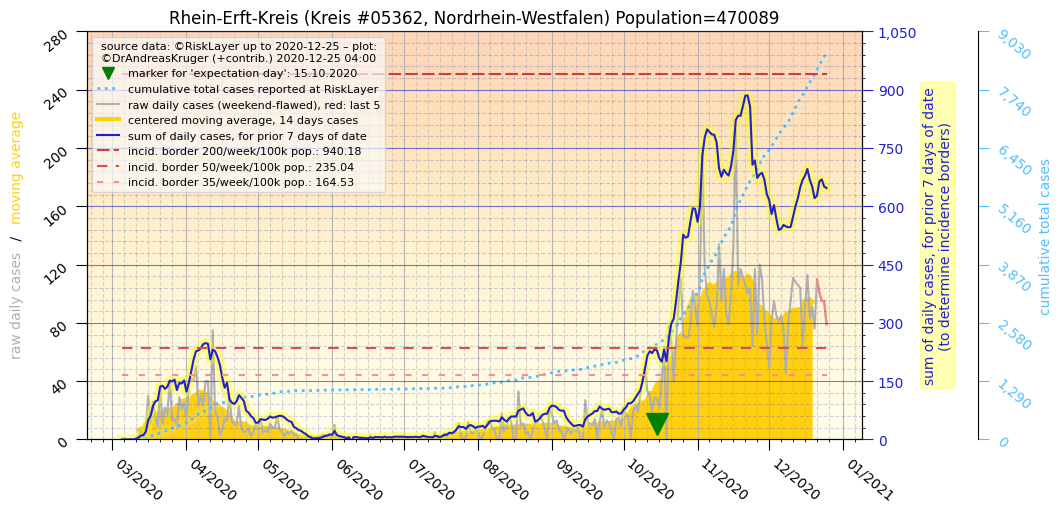 Rhein-Erft-Kreis (Kreis #05362, Nordrhein-Westfalen) Population=470089
source data: ©RiskLayer up to 2020-12-25 – plot:
©DrAndreasKruger (+contrib.) 2020-12-25 04:00
marker for 'expectation day': 15.10.2020
cumulative total cases reported at RiskLayer
raw daily cases (weekend-flawed), red: last 5
centered moving average, 14 days cases
sum of daily cases, for prior 7 days of date
incid. border 200/week/100k pop.: 940.18
incid. border 50/week/100k pop.: 235.04
incid. border 35/week/100k pop.: 164.53
raw daily cases / moving average
280
240
200
160
120
80
40
0
03/2020
04/2020
05/2020
06/2020
07/2020
08/2020
09/2020
10/2020
11/2020
12/2020
01/2021
1,050
900
750
600
450
300
150
0
sum of daily cases, for prior 7 days of date
(to determine incidence borders)
9,030
7,740
6,450
5,160
3,870
2,580
1,290
0
cumulative total cases